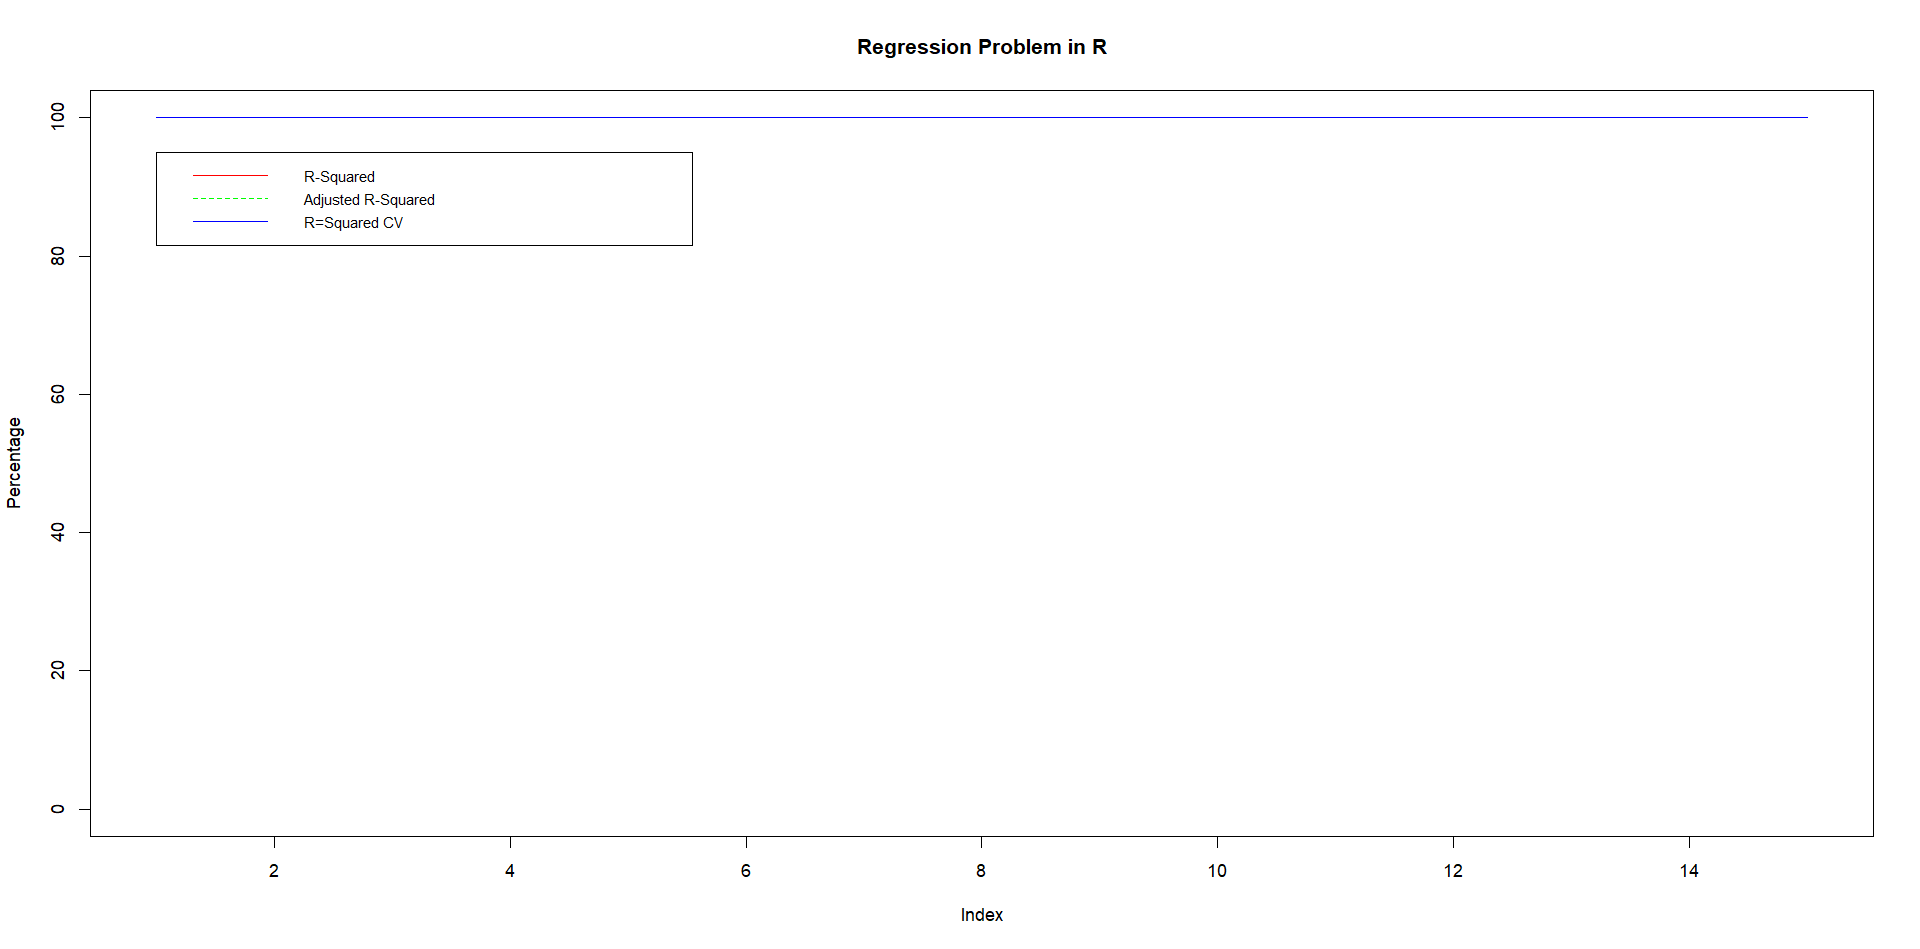 Regression Problem in R
100
80
60
40
20
0
Percentage
R-Squared
Adjusted R-Squared
R=Squared CV
2 4 6 8 10 12 14
Index